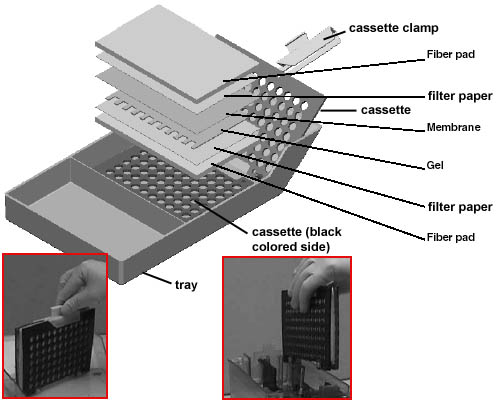 cassette clamp
Fiber pad
filter paper
cassette
Membrane
Gel
filter paper
Fiber pad
cassette (black
colored side)
tray